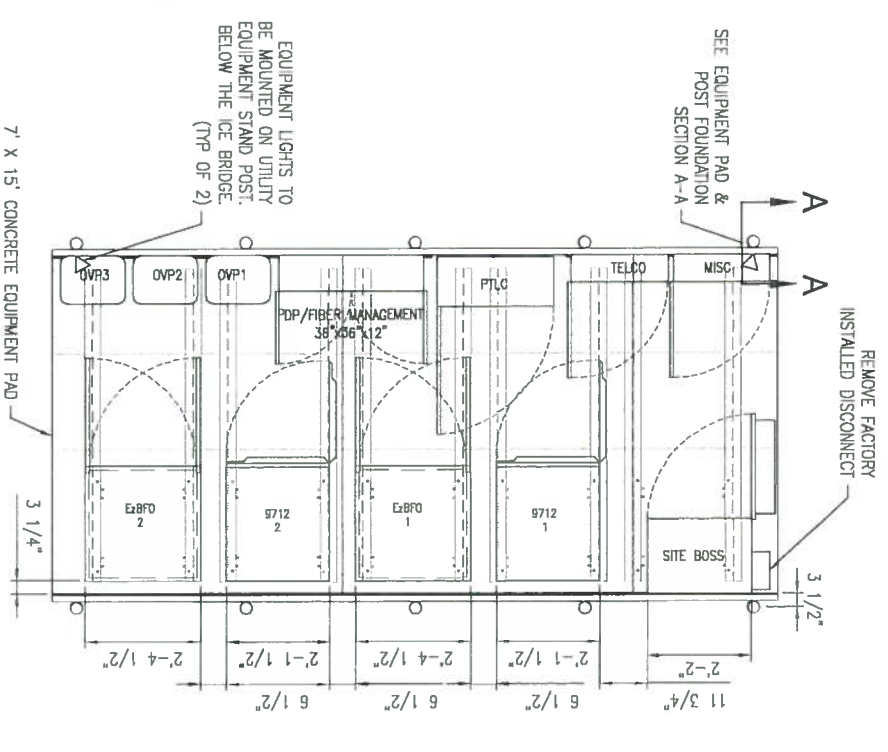 SEE EQUIPMENT PAD &
POST FOUNDATION
SECTION A-A
A
A
EQUIPMENT LIGHTS TO
BE MOUNTED ON UTILITY
EQUIPMENT STAND POST.
BELOW THE ICE BRIDGE.
(TYP OF 2)
7' X 15' CONCRETE EQUIPMENT PAD
REMOVE FACTORY
INSTALLED DISCONNECT
OVP3
OVP2
OVP1
PTLC
TELCO
MISC
PDP/FIBER/MANAGEMENT
36"x36"x12"
EzBFO
2
9712
2
EzBFO
1
9712
1
SITE BOSS
3 1/4"
3 1/2"
2'-4 1/2"
2'-1 1/2"
2'-4 1/2"
2'-1 1/2"
2'-2"
6 1/2"
6 1/2"
6 1/2"
11 3/4"